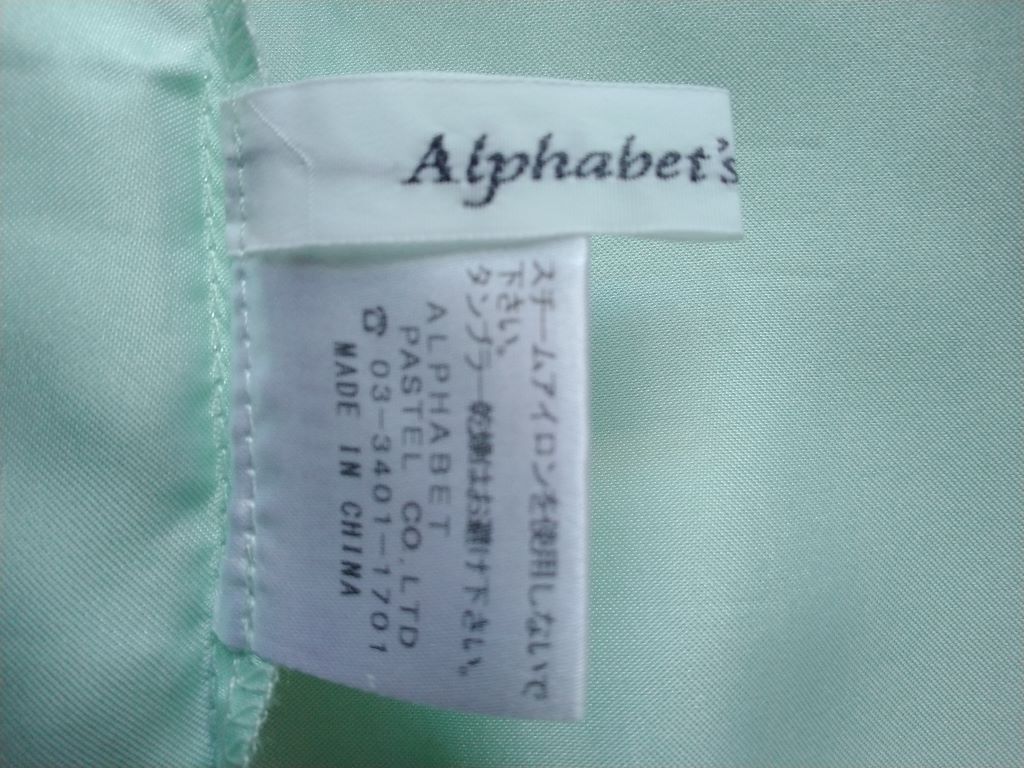 Alphabet's
スチームアイロンを使用しないで
下さい。
タンブラー乾燥はお避け下さい。
ALPHABET
PASTEL CO.LTD
☎ 03-3401-1701
MADE IN CHINA